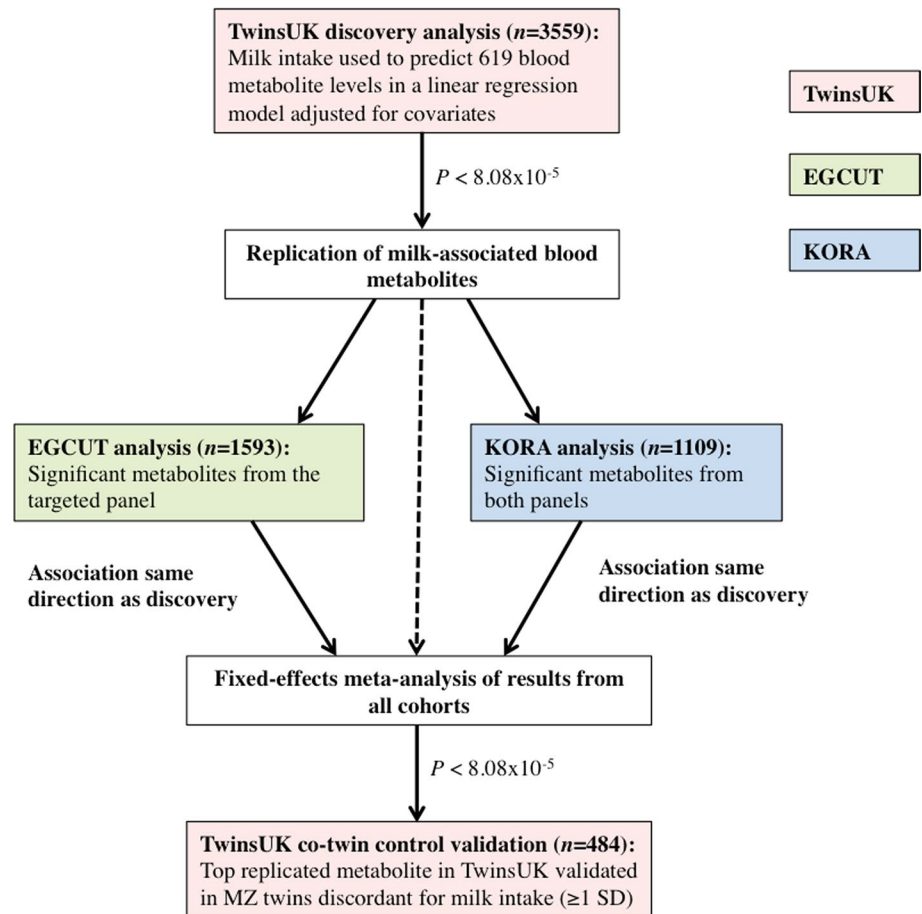 TwinsUK discovery analysis (n=3559):
Milk intake used to predict 619 blood
metabolite levels in a linear regression
model adjusted for covariates
TwinsUK
P < 8.08x10⁻⁵
EGCUT
KORA
Replication of milk-associated blood
metabolites
EGCUT analysis (n=1593):
Significant metabolites from the
targeted panel
KORA analysis (n=1109):
Significant metabolites from
both panels
Association same
direction as discovery
Association same
direction as discovery
Fixed-effects meta-analysis of results from
all cohorts
P < 8.08x10⁻⁵
TwinsUK co-twin control validation (n=484):
Top replicated metabolite in TwinsUK validated
in MZ twins discordant for milk intake (≥1 SD)